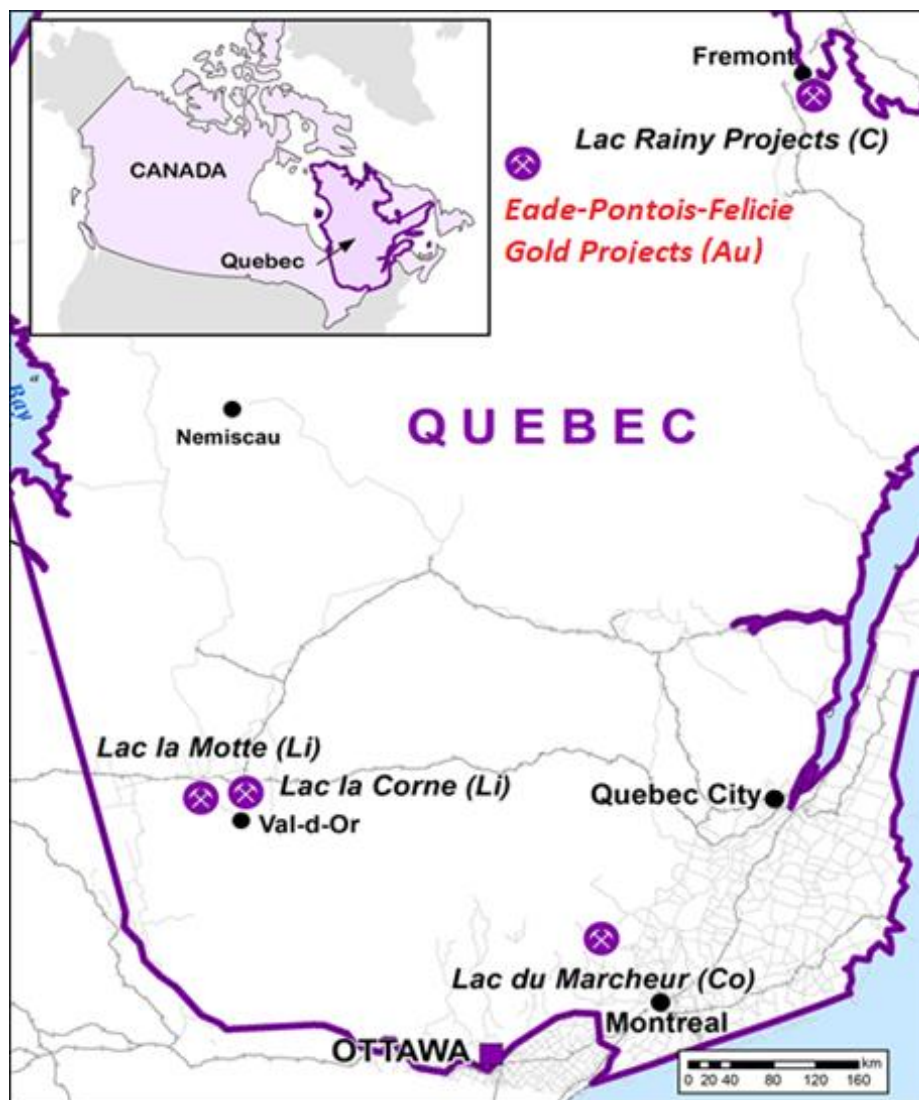 Fremont
Lac Rainy Projects (C)
CANADA
Quebec
Eade-Pontois-Felicie
Gold Projects (Au)
Bay
Nemiscau
QUEBEC
Lac la Motte (Li)
Lac la Corne (Li)
Val-d-Or
Quebec City
Lac du Marcheur (Co)
Montreal
OTTAWA
km
0 20 40 80 120 160